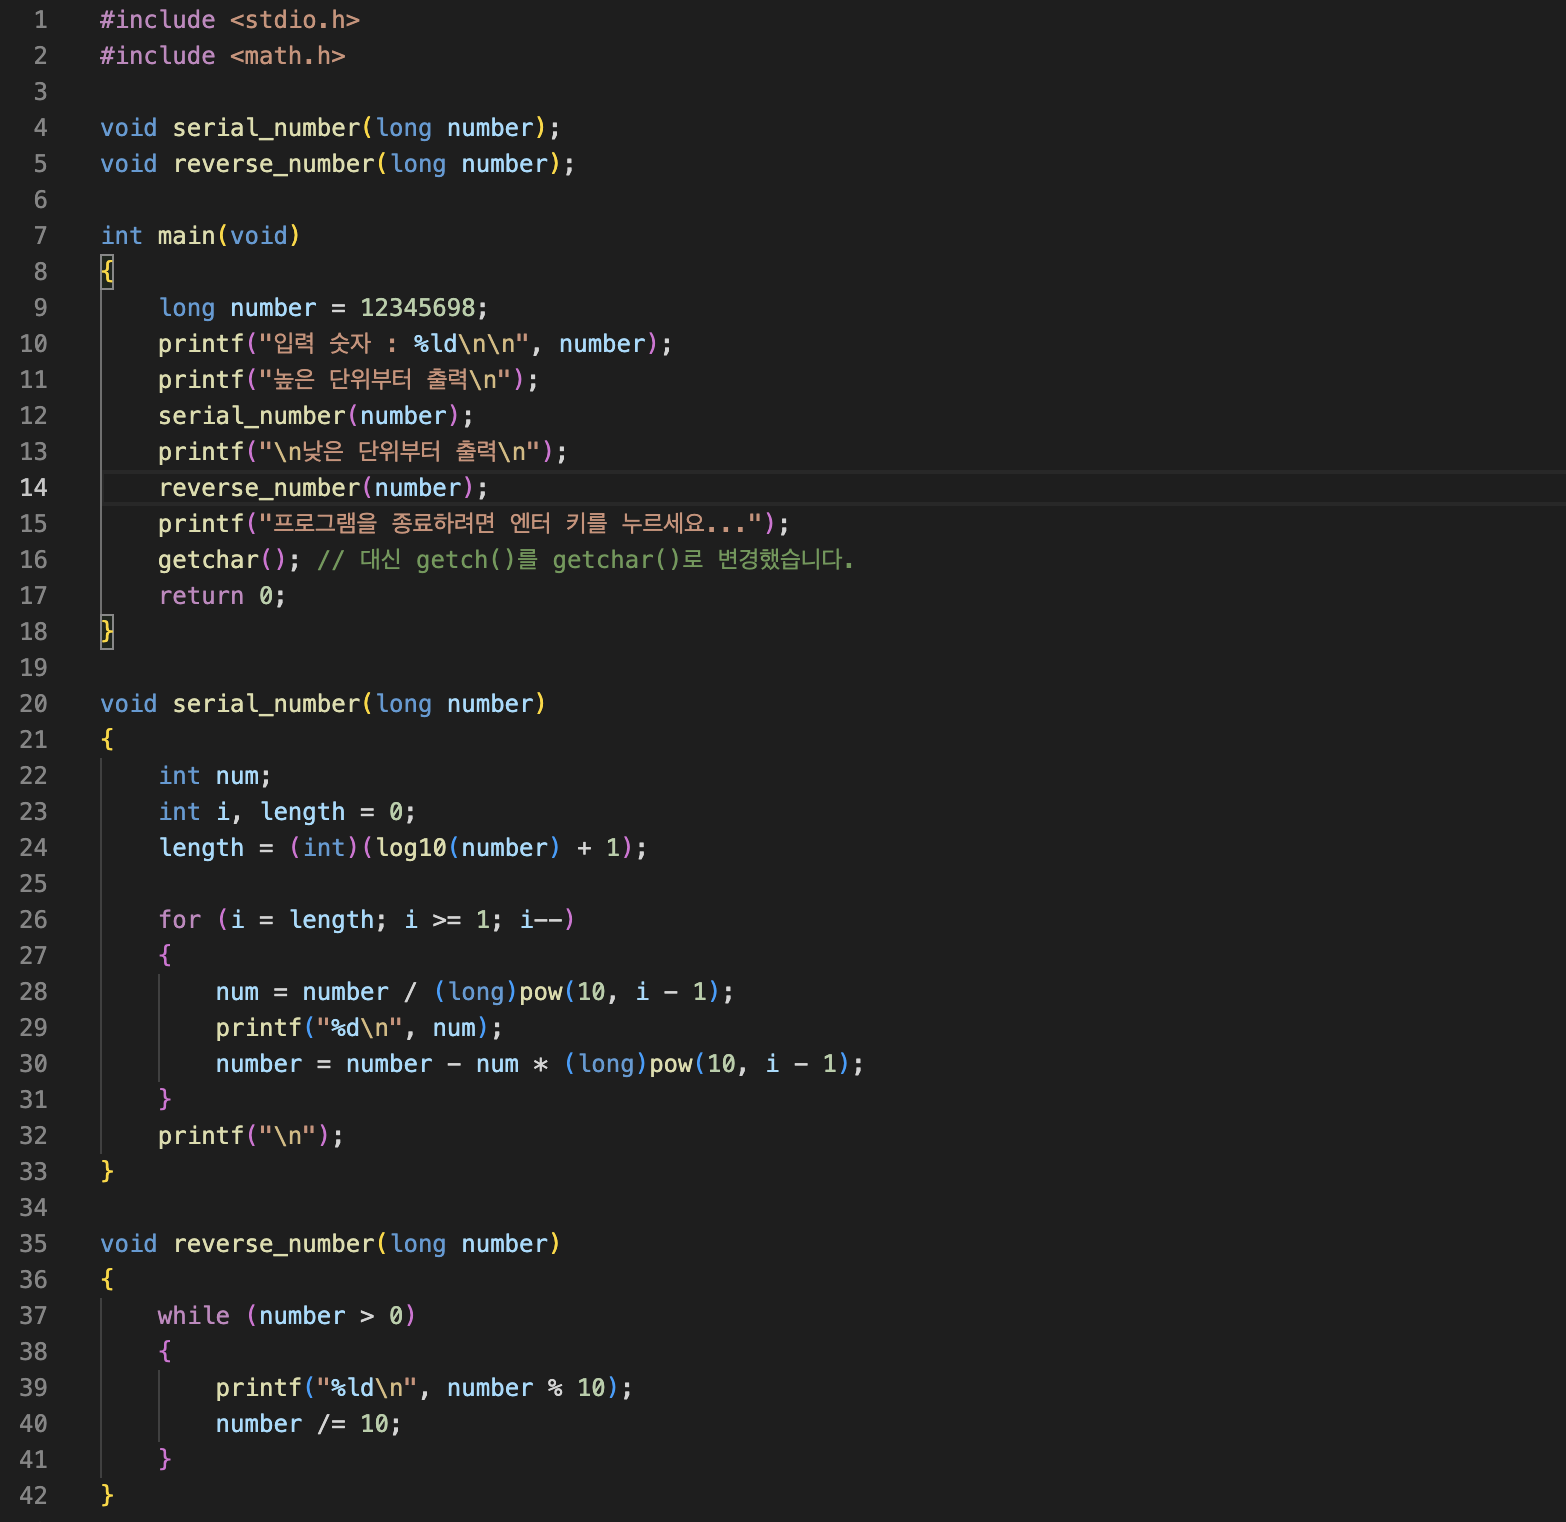 1 #include <stdio.h>
2 #include <math.h>
3
4 void serial_number(long number);
5 void reverse_number(long number);
6
7 int main(void)
8 {
9     long number = 12345698;
10     printf("입력 숫자 : %ld\n\n", number);
11     printf("높은 단위부터 출력\n");
12     serial_number(number);
13     printf("\n낮은 단위부터 출력\n");
14     reverse_number(number);
15     printf("프로그램을 종료하려면 엔터 키를 누르세요...");
16     getchar(); // 대신 getch()를 getchar()로 변경했습니다.
17     return 0;
18 }
19
20 void serial_number(long number)
21 {
22     int num;
23     int i, length = 0;
24     length = (int)(log10(number) + 1);
25
26     for (i = length; i >= 1; i--)
27     {
28         num = number / (long)pow(10, i - 1);
29         printf("%d\n", num);
30         number = number - num * (long)pow(10, i - 1);
31     }
32     printf("\n");
33 }
34
35 void reverse_number(long number)
36 {
37     while (number > 0)
38     {
39         printf("%ld\n", number % 10);
40         number /= 10;
41     }
42 }